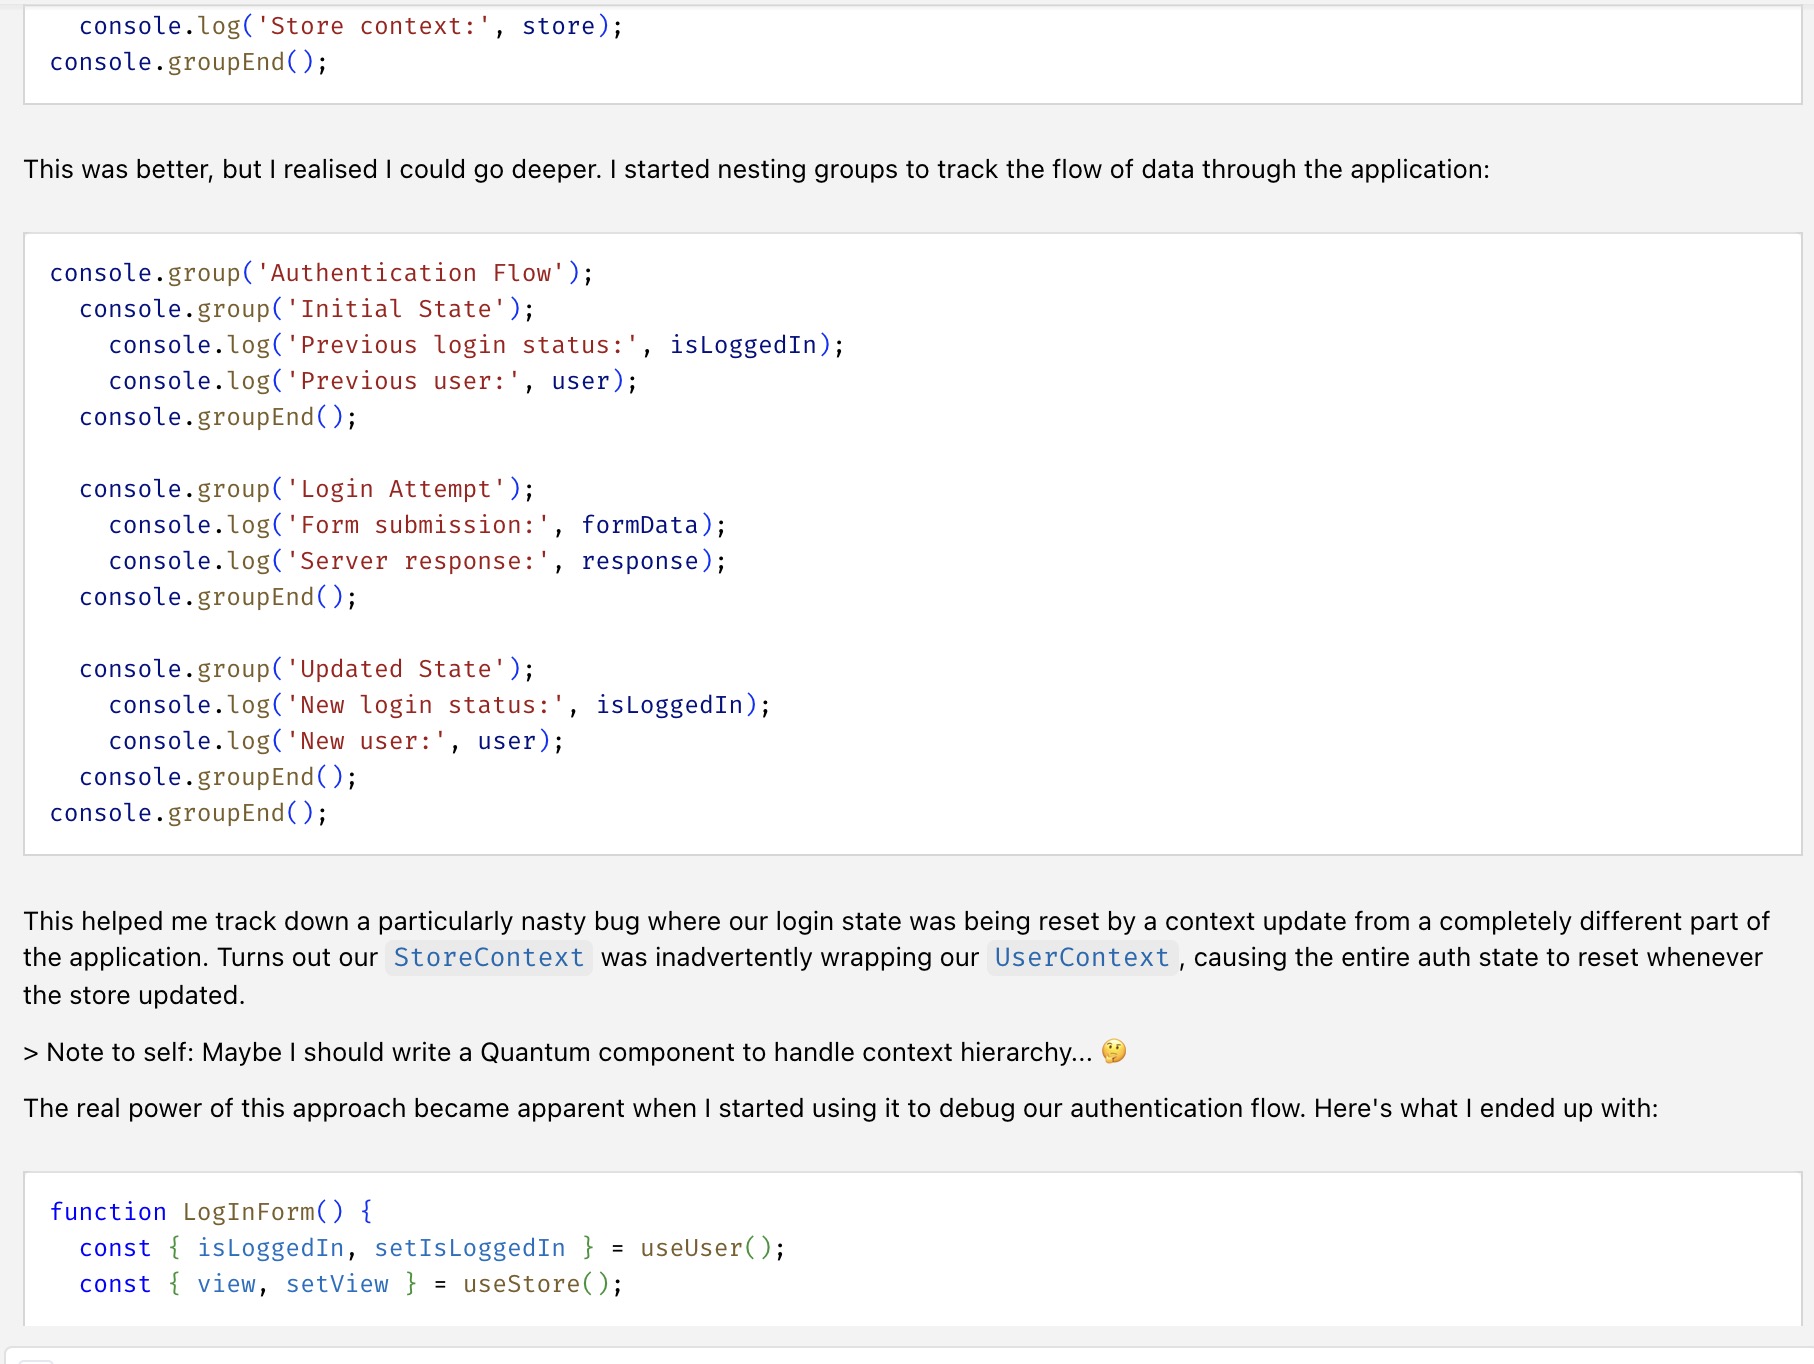 console.log('Store context:', store);
console.groupEnd();
This was better, but I realised I could go deeper. I started nesting groups to track the flow of data through the application:
console.group('Authentication Flow');
  console.group('Initial State');
    console.log('Previous login status:', isLoggedIn);
    console.log('Previous user:', user);
  console.groupEnd();

  console.group('Login Attempt');
    console.log('Form submission:', formData);
    console.log('Server response:', response);
  console.groupEnd();

  console.group('Updated State');
    console.log('New login status:', isLoggedIn);
    console.log('New user:', user);
  console.groupEnd();
console.groupEnd();
This helped me track down a particularly nasty bug where our login state was being reset by a context update from a completely different part of
the application. Turns out our StoreContext was inadvertently wrapping our UserContext, causing the entire auth state to reset whenever
the store updated.
> Note to self: Maybe I should write a Quantum component to handle context hierarchy... 🤔
The real power of this approach became apparent when I started using it to debug our authentication flow. Here's what I ended up with:
function LogInForm() {
  const { isLoggedIn, setIsLoggedIn } = useUser();
  const { view, setView } = useStore();